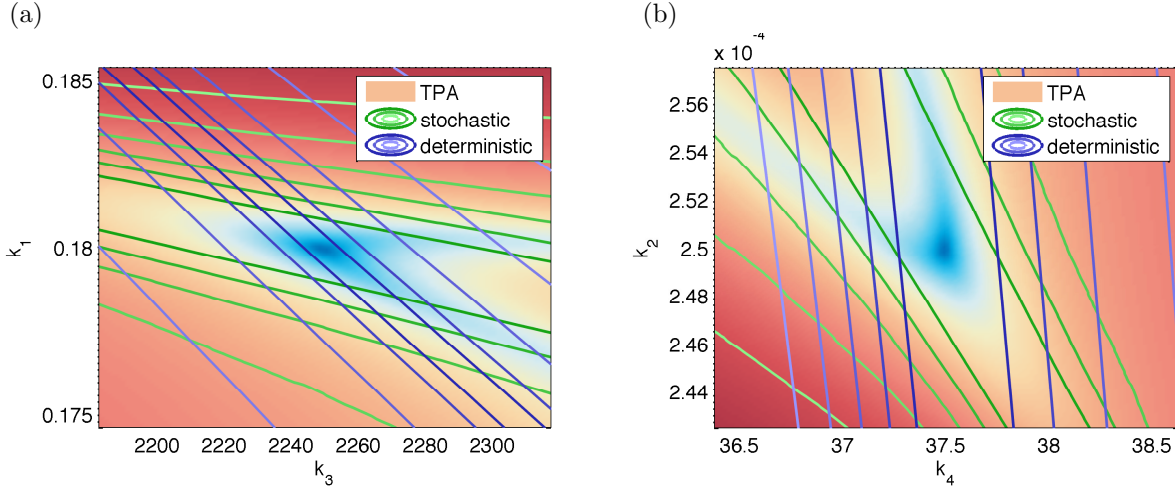 (a)
0.185
0.18
0.175
k1
2200 2220 2240 2260 2280 2300
k3
TPA
stochastic
deterministic
(b)
x 10-4
2.56
2.54
2.52
2.5
2.48
2.46
2.44
k2
36.5 37 37.5 38 38.5
k4
TPA
stochastic
deterministic